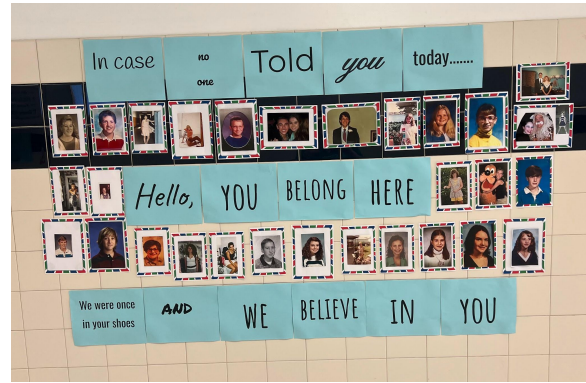 In case no one Told you today.......
Hello, YOU BELONG HERE
We were once in your shoes AND WE BELIEVE IN YOU